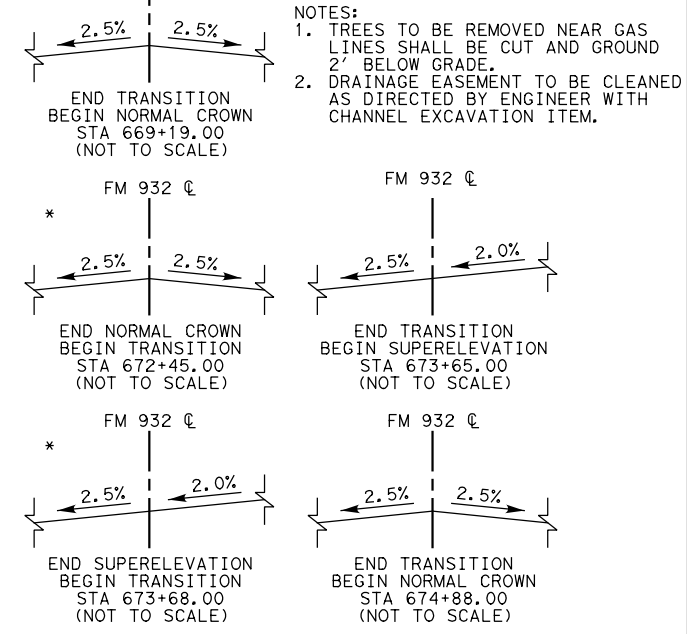 2.5% 2.5%
END TRANSITION
BEGIN NORMAL CROWN
STA 669+19.00
(NOT TO SCALE)
NOTES:
1. TREES TO BE REMOVED NEAR GAS
LINES SHALL BE CUT AND GROUND
2' BELOW GRADE.
2. DRAINAGE EASEMENT TO BE CLEANED
AS DIRECTED BY ENGINEER WITH
CHANNEL EXCAVATION ITEM.
FM 932 ℄
*
2.5% 2.5%
END NORMAL CROWN
BEGIN TRANSITION
STA 672+45.00
(NOT TO SCALE)
FM 932 ℄
2.5% 2.0%
END TRANSITION
BEGIN SUPERELEVATION
STA 673+65.00
(NOT TO SCALE)
FM 932 ℄
*
2.5% 2.0%
END SUPERELEVATION
BEGIN TRANSITION
STA 673+68.00
(NOT TO SCALE)
FM 932 ℄
2.5% 2.5%
END TRANSITION
BEGIN NORMAL CROWN
STA 674+88.00
(NOT TO SCALE)